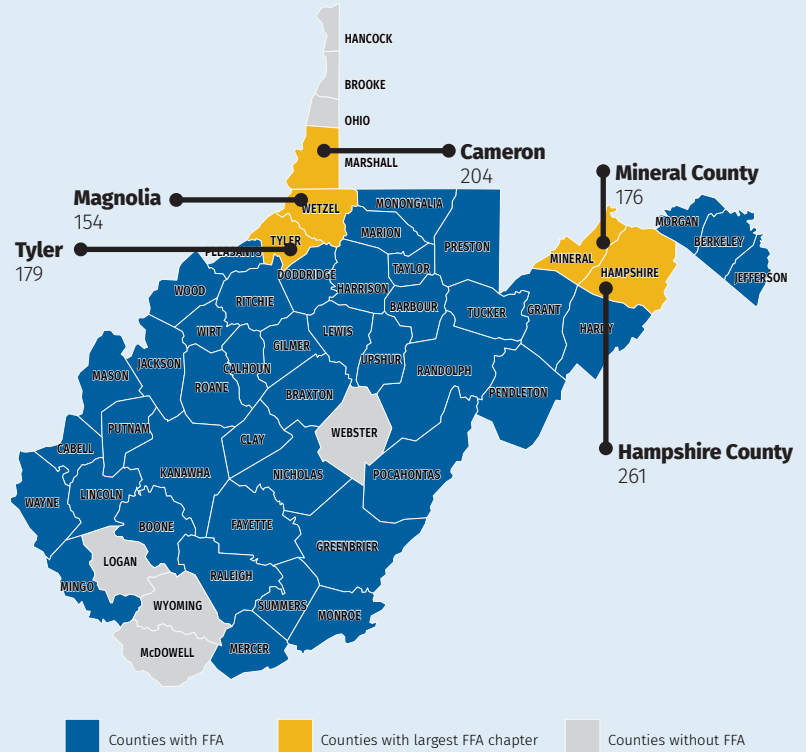 HANCOCK
BROOKE
OHIO
MARSHALL
Cameron
204
Mineral County
176
Magnolia
154
Tyler
179
WETZEL
TYLER
PLEASANTS
MONONGALIA
MARION
PRESTON
DODDRIDGE
TAYLOR
HARRISON
BARBOUR
MINERAL
HAMPSHIRE
MORGAN
BERKELEY
JEFFERSON
WOOD
RITCHIE
TUCKER
GRANT
HARDY
WIRT
LEWIS
GILMER
UPSHUR
JACKSON
CALHOUN
RANDOLPH
MASON
ROANE
BRAXTON
PENDLETON
PUTNAM
CLAY
WEBSTER
CABELL
KANAWHA
NICHOLAS
POCAHONTAS
Hampshire County
261
WAYNE
LINCOLN
BOONE
FAYETTE
GREENBRIER
LOGAN
RALEIGH
MINGO
WYOMING
SUMMERS
MONROE
McDOWELL
MERCER
Counties with FFA
Counties with largest FFA chapter
Counties without FFA